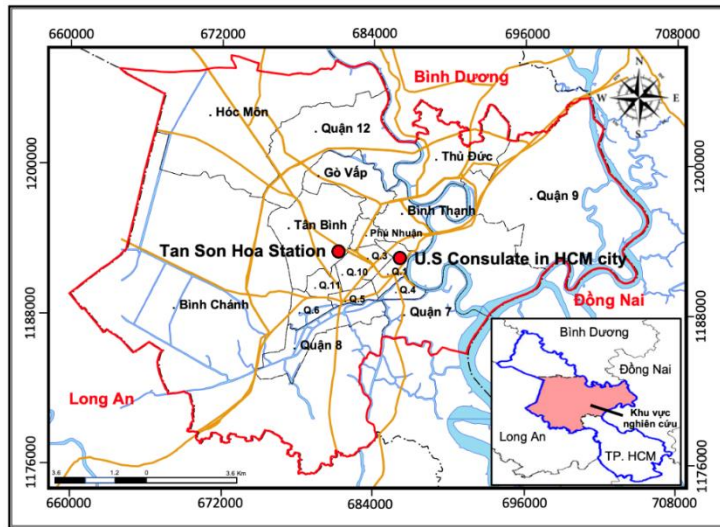 660000
672000
684000
696000
708000
Bình Dương
N
W
E
S
Hóc Môn
Quận 12
Thủ Đức
1200000
1200000
Gò Vấp
Quận 9
Bình Thạnh
Tân Bình
Phú Nhuận
Tan Son Hoa Station
Q.3
U.S Consulate in HCM city
Q.10
Q.1
Q.11
Q.4
Q.5
Bình Chánh
Q.6
Đồng Nai
1188000
1188000
Quận 7
Quận 8
Bình Dương
Đồng Nai
Long An
Khu vực
nghiên cứu
Long An
TP. HCM
1176000
1176000
3.6
1.2
0
3.6 Km
660000
672000
684000
696000
708000